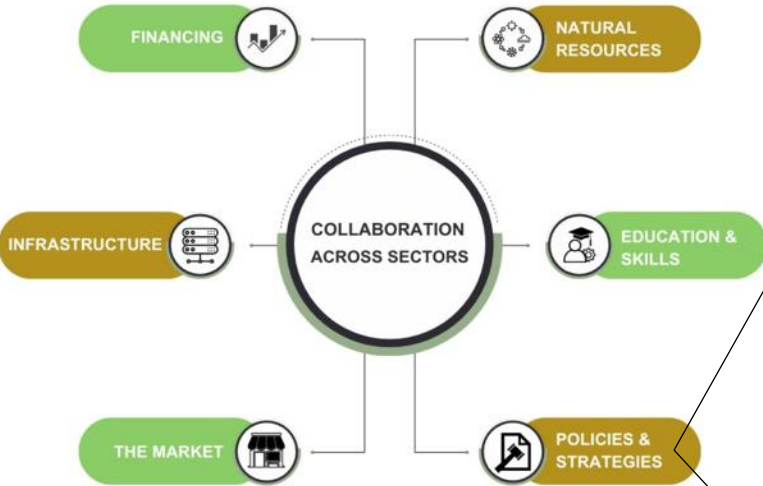 FINANCING
NATURAL
RESOURCES
INFRASTRUCTURE
COLLABORATION
ACROSS SECTORS
EDUCATION &
SKILLS
THE MARKET
POLICIES &
STRATEGIES